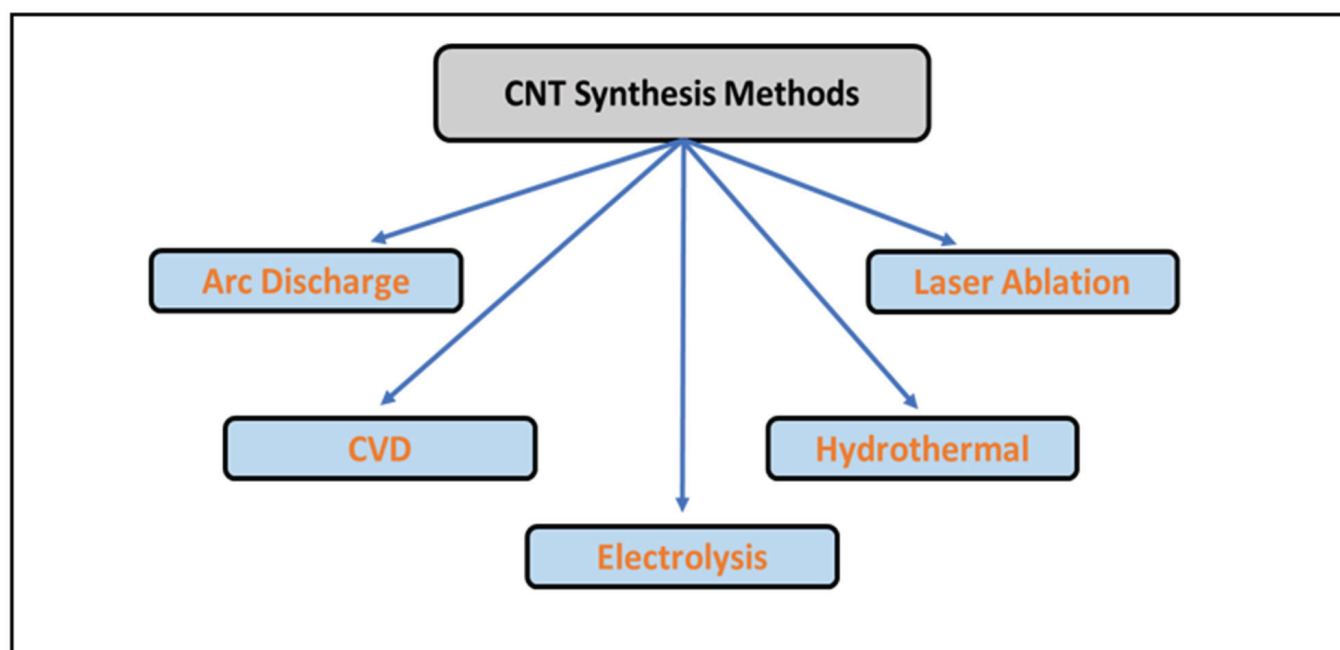 CNT Synthesis Methods
Arc Discharge
Laser Ablation
CVD
Hydrothermal
Electrolysis